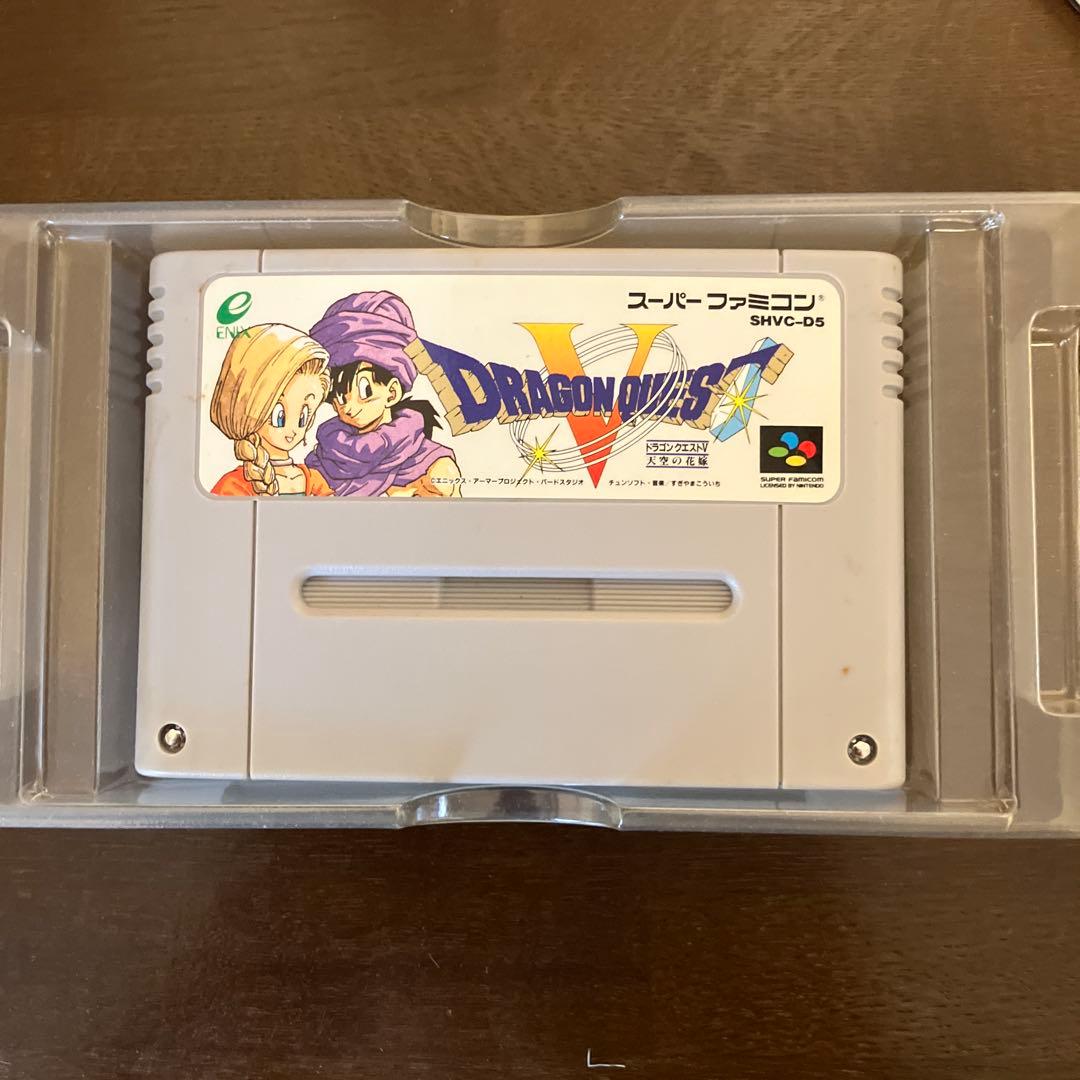 ENIX
スーパー ファミコン®
SHVC-D5
DRAGON QUEST
V
ドラゴンクエストV
天空の花嫁
SUPER FAMICOM
LICENSED BY NINTENDO
©エニックス・アーマープロジェクト・バードスタジオ チュンソフト・音楽/すぎやまこういち